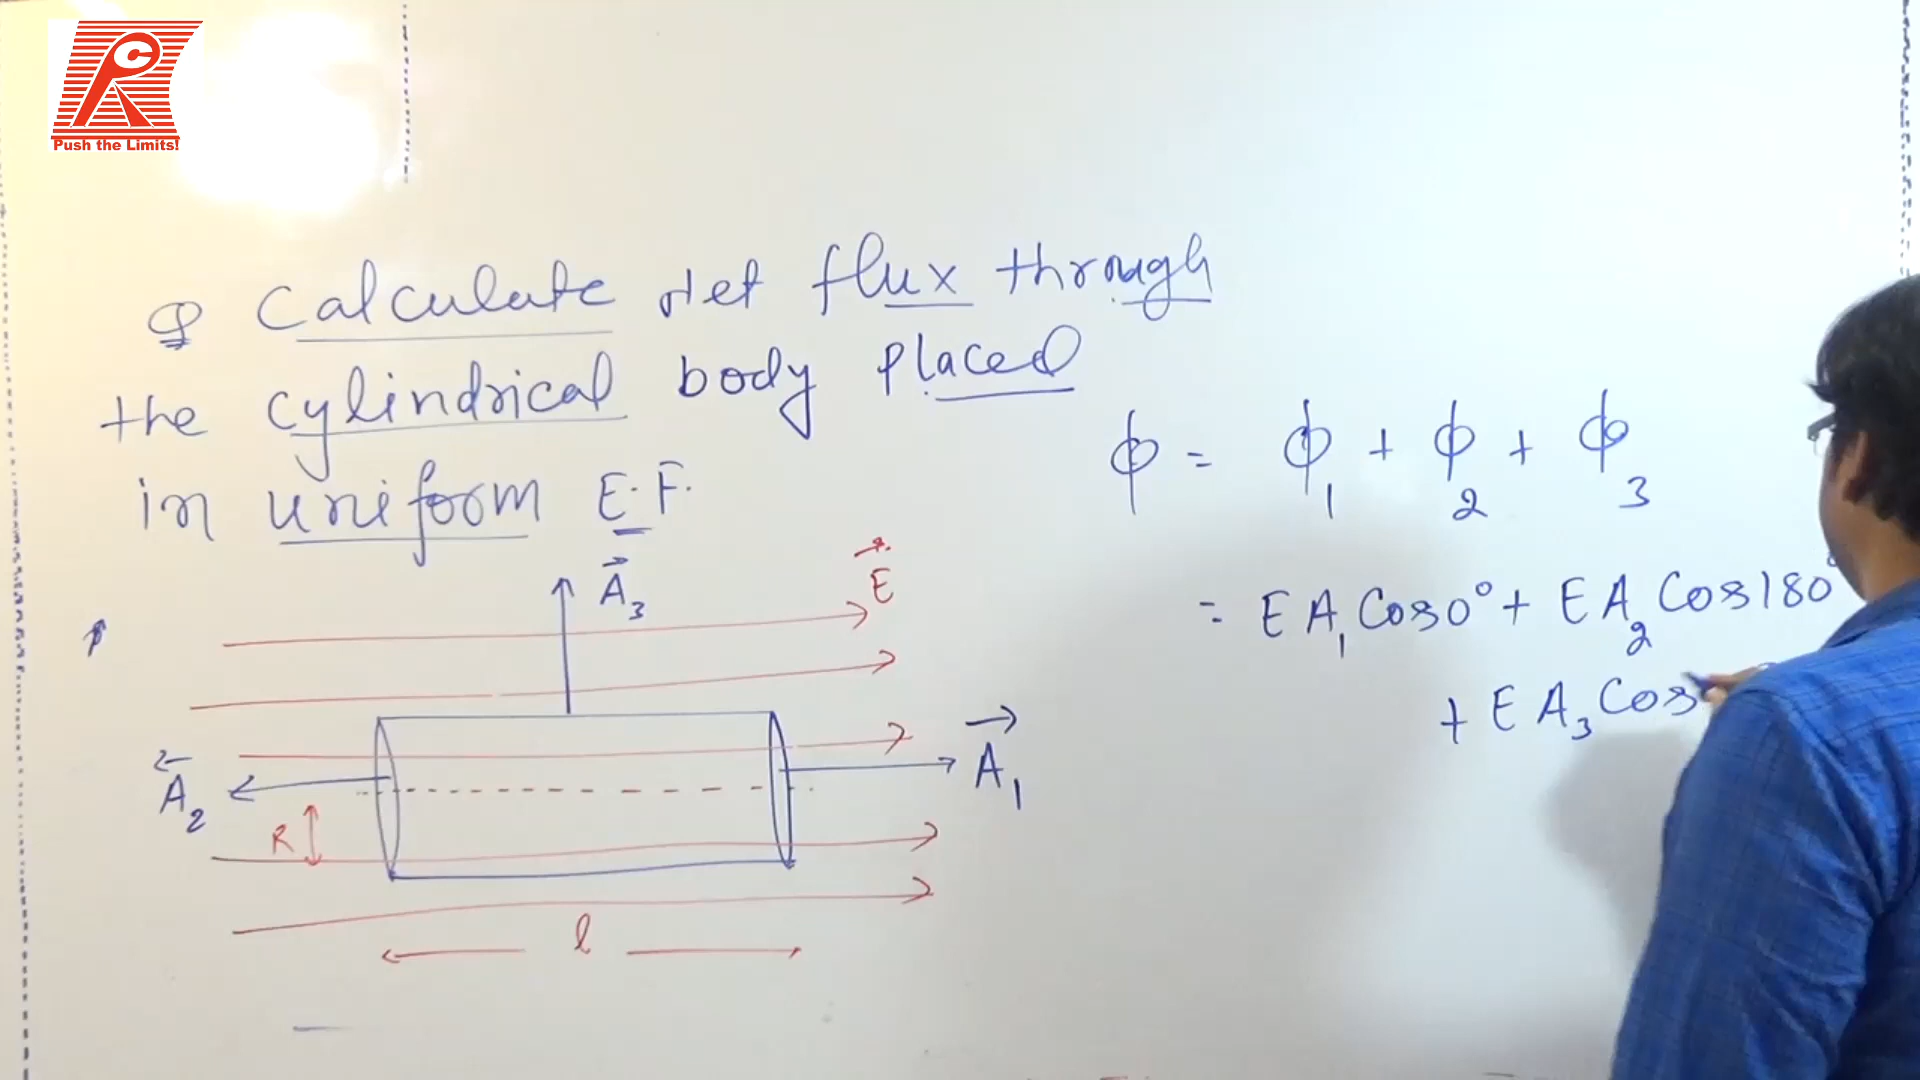 Push the Limits!
Q Calculate Net flux through
the cylindrical body placed
in uniform E.F.
ϕ = ϕ₁ + ϕ₂ + ϕ₃
= EA₁ Cos0° + EA₂ Cos180°
+ EA₃ Cos
A₃
E
A₂
A₁
R
l